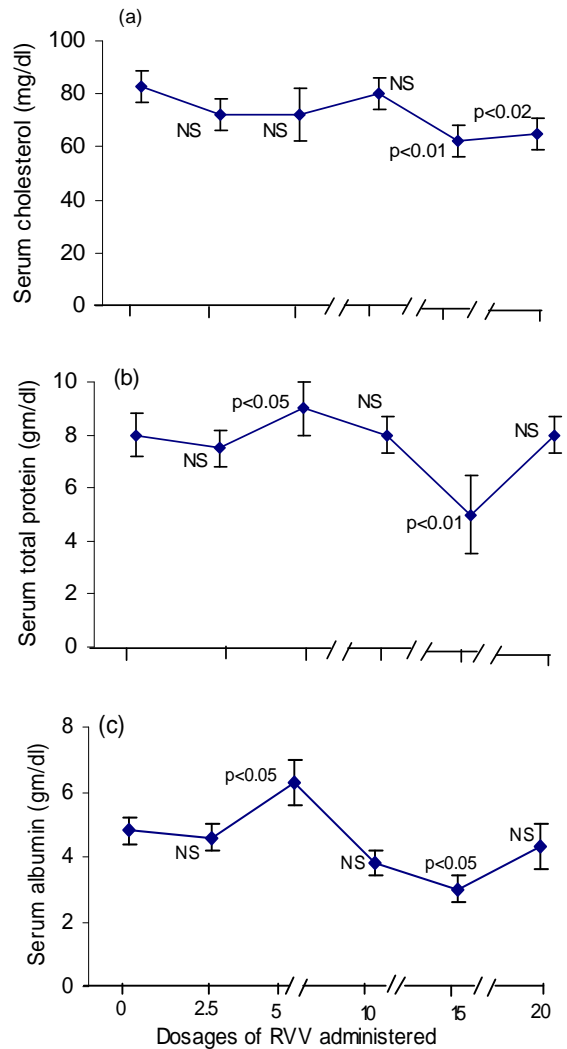 (a)
Serum cholesterol (mg/dl)
100
80
60
40
20
0
NS
NS
NS
p<0.01
p<0.02
(b)
Serum total protein (gm/dl)
10
8
6
4
2
0
NS
p<0.05
NS
p<0.01
NS
(c)
Serum albumin (gm/dl)
8
6
4
2
0
NS
p<0.05
NS
p<0.05
NS
0 2.5 5 10 15 20
Dosages of RVV administered